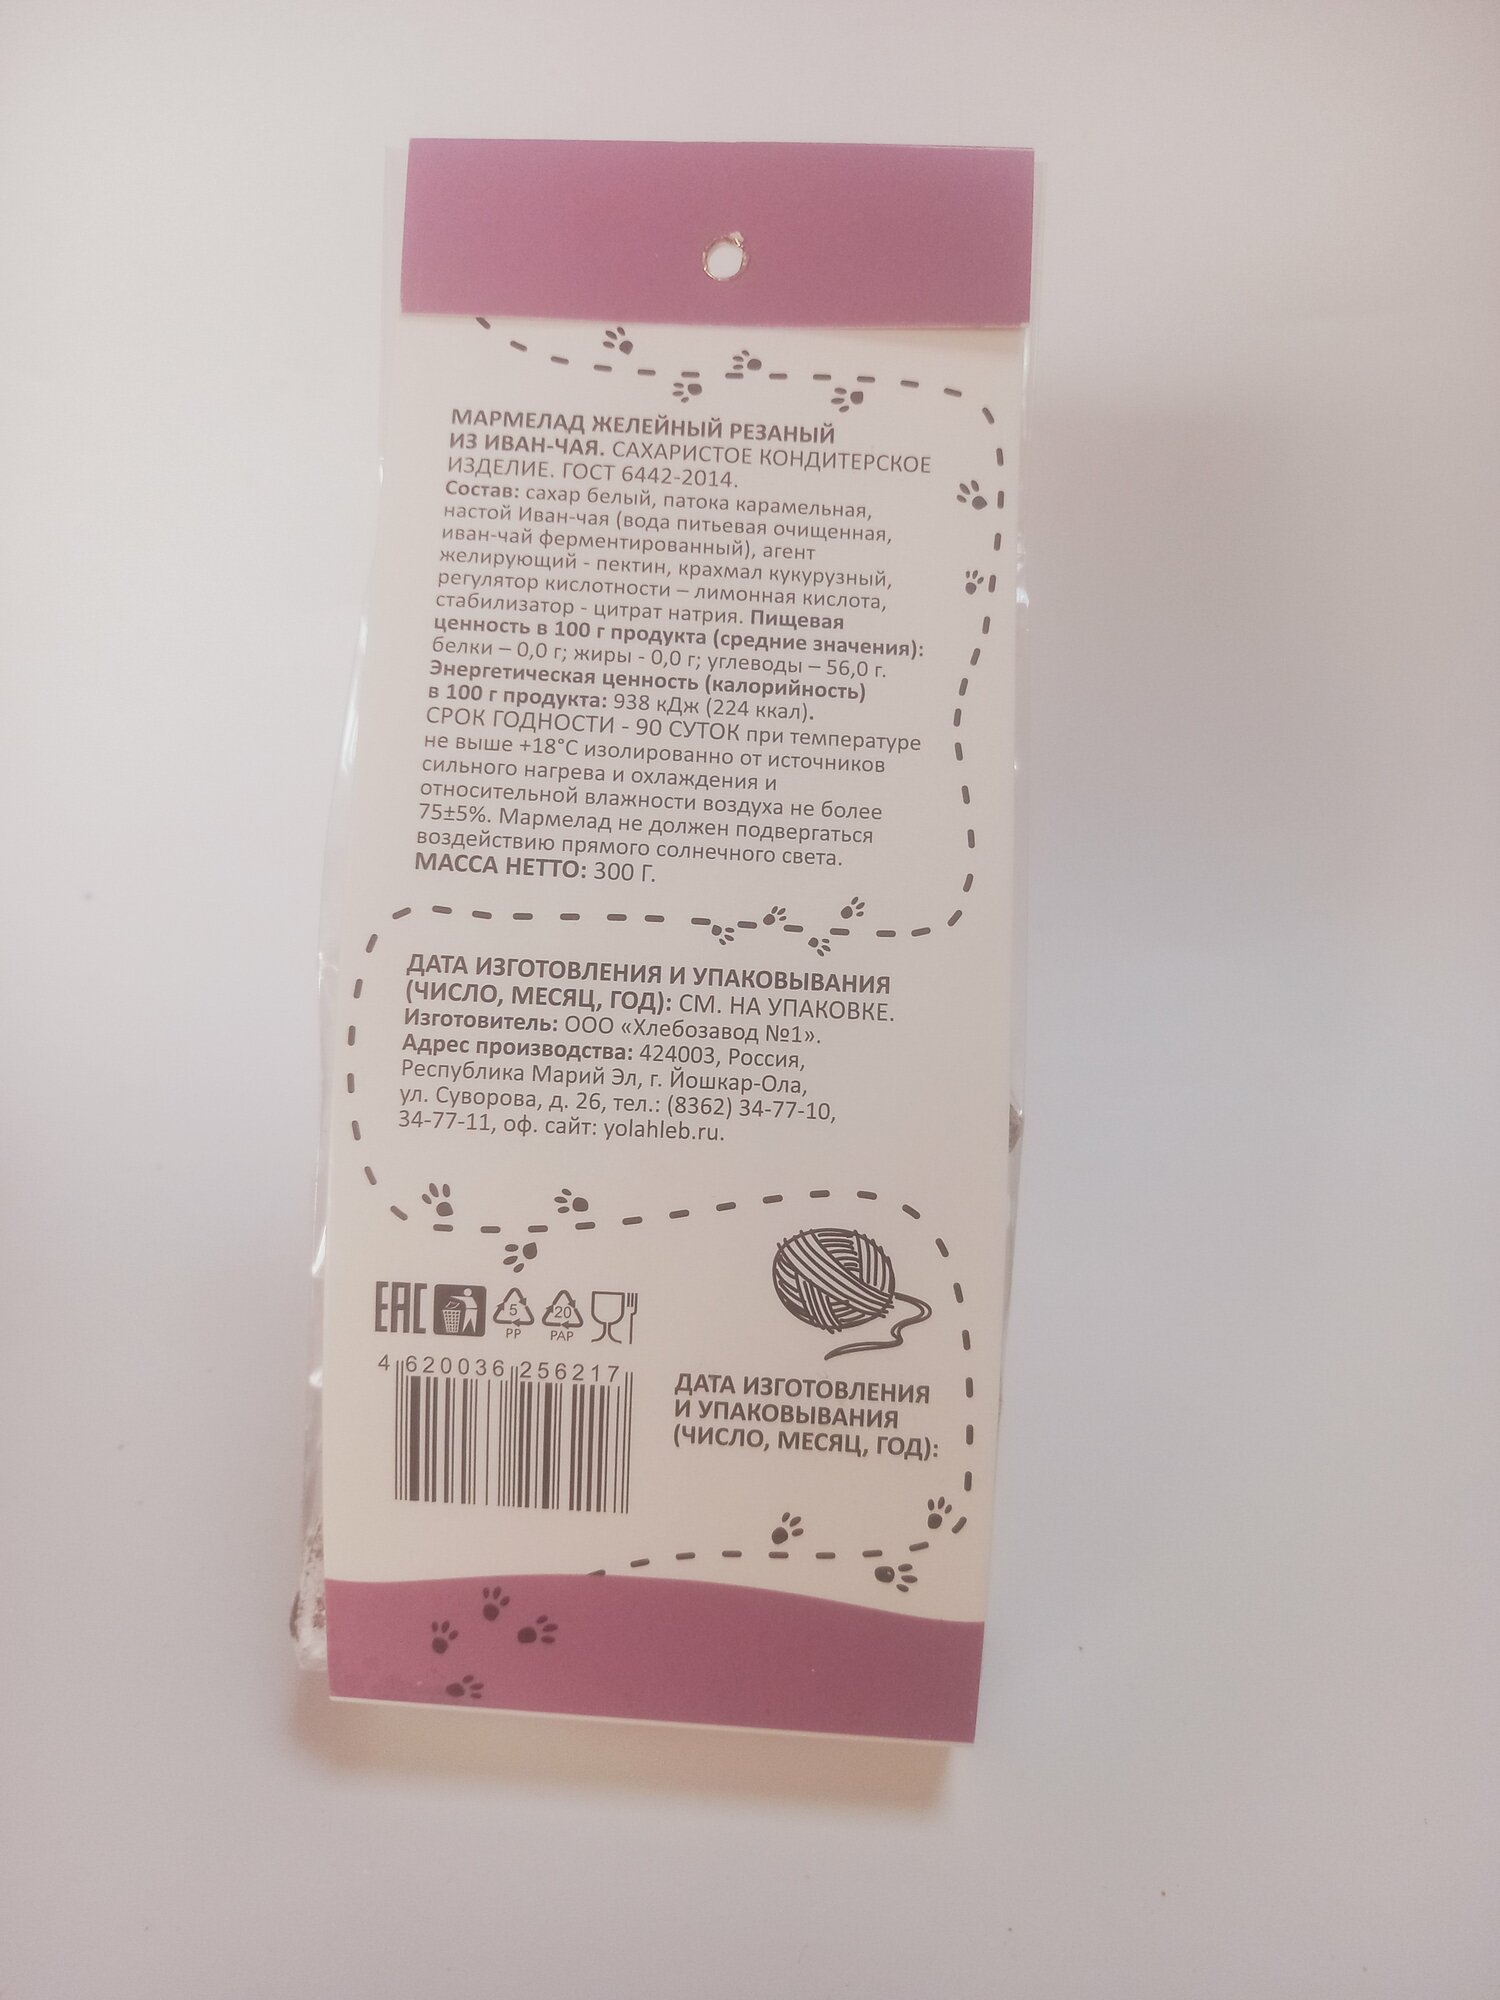 МАРМЕЛАД ЖЕЛЕЙНЫЙ РЕЗАНЫЙ
ИЗ ИВАН-ЧАЯ. САХАРИСТОЕ КОНДИТЕРСКОЕ
ИЗДЕЛИЕ. ГОСТ 6442-2014.
Состав: сахар белый, патока карамельная,
настой Иван-чая (вода питьевая очищенная,
иван-чай ферментированный), агент
желирующий - пектин, крахмал кукурузный,
регулятор кислотности – лимонная кислота,
стабилизатор - цитрат натрия. Пищевая
ценность в 100 г продукта (средние значения):
белки – 0,0 г; жиры - 0,0 г; углеводы – 56,0 г.
Энергетическая ценность (калорийность)
в 100 г продукта: 938 кДж (224 ккал).
СРОК ГОДНОСТИ - 90 СУТОК при температуре
не выше +18°С изолированно от источников
сильного нагрева и охлаждения и
относительной влажности воздуха не более
75±5%. Мармелад не должен подвергаться
воздействию прямого солнечного света.
МАССА НЕТТО: 300 Г.
ДАТА ИЗГОТОВЛЕНИЯ И УПАКОВЫВАНИЯ
(ЧИСЛО, МЕСЯЦ, ГОД): СМ. НА УПАКОВКЕ.
Изготовитель: ООО «Хлебозавод №1».
Адрес производства: 424003, Россия,
Республика Марий Эл, г. Йошкар-Ола,
ул. Суворова, д. 26, тел.: (8362) 34-77-10,
34-77-11, оф. сайт: yolahleb.ru.
EAC
5
PP
20
PAP
4 620036 256217
ДАТА ИЗГОТОВЛЕНИЯ
И УПАКОВЫВАНИЯ
(ЧИСЛО, МЕСЯЦ, ГОД):